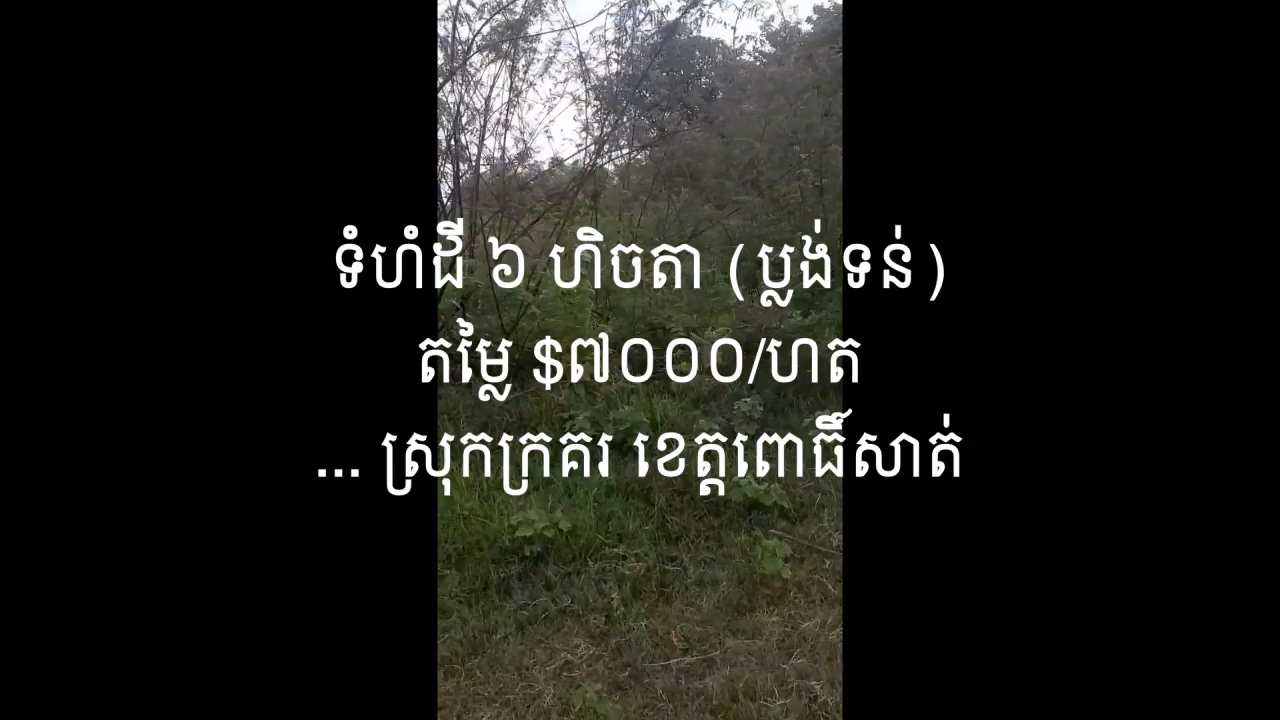 ទំហំដី ៦ ហិចតា (ប្លង់ទន់)
តម្លៃ $៧០០០/ហត
... ស្រុកក្រគរ ខេត្តពោធិ៍សាត់